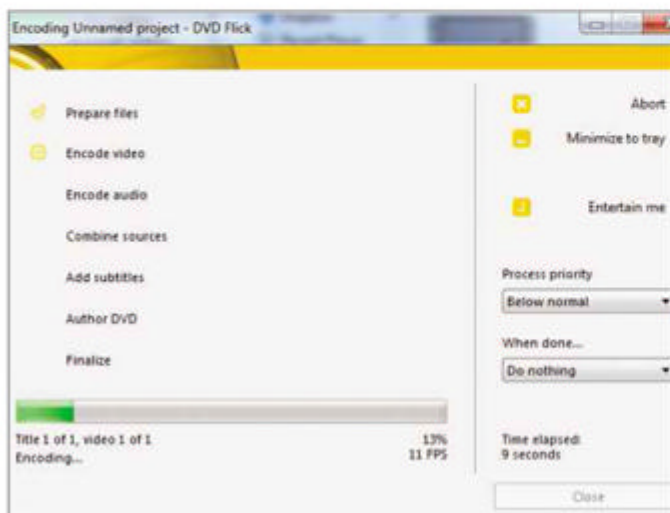 Encoding Unnamed project - DVD Flick
Prepare files
Encode video
Encode audio
Combine sources
Add subtitles
Author DVD
Finalize
Title 1 of 1, video 1 of 1
13%
Encoding...
11 FPS
Abort
Minimize to tray
Entertain me
Process priority
Below normal
When done...
Do nothing
Time elapsed:
9 seconds
Close